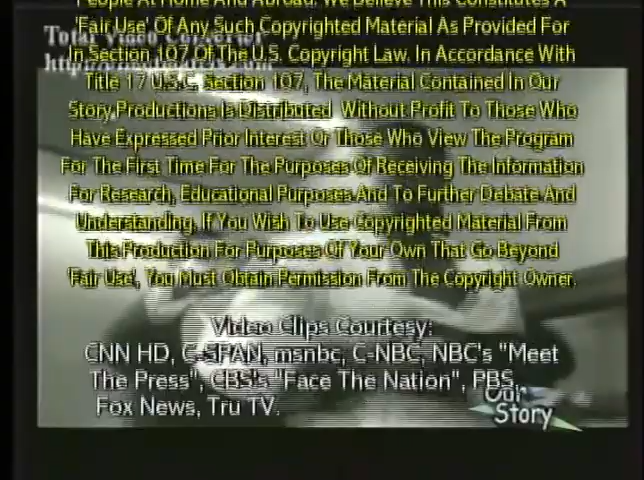 People At Home And Abroad. We Believe This Constitutes A
'Fair Use' Of Any Such Copyrighted Material As Provided For
Total Video Converter
In Section 107 Of The U.S. Copyright Law. In Accordance With
Title 17 U.S.C. Section 107, The Material Contained In Our
Story Productions Is Distributed Without Profit To Those Who
Have Expressed Prior Interest Or Those Who View The Program
For The First Time For The Purposes Of Receiving The Information
For Research, Educational Purposes And To Further Debate And
Understanding. If You Wish To Use Copyrighted Material From
This Production For Purposes Of Your Own That Go Beyond
'Fair Use', You Must Obtain Permission From The Copyright Owner.
Video Clips Courtesy:
CNN HD, C-SPAN, msnbc, C-NBC, NBC's "Meet
The Press", CBS's "Face The Nation", PBS,
Fox News, Tru TV.
Our
Story